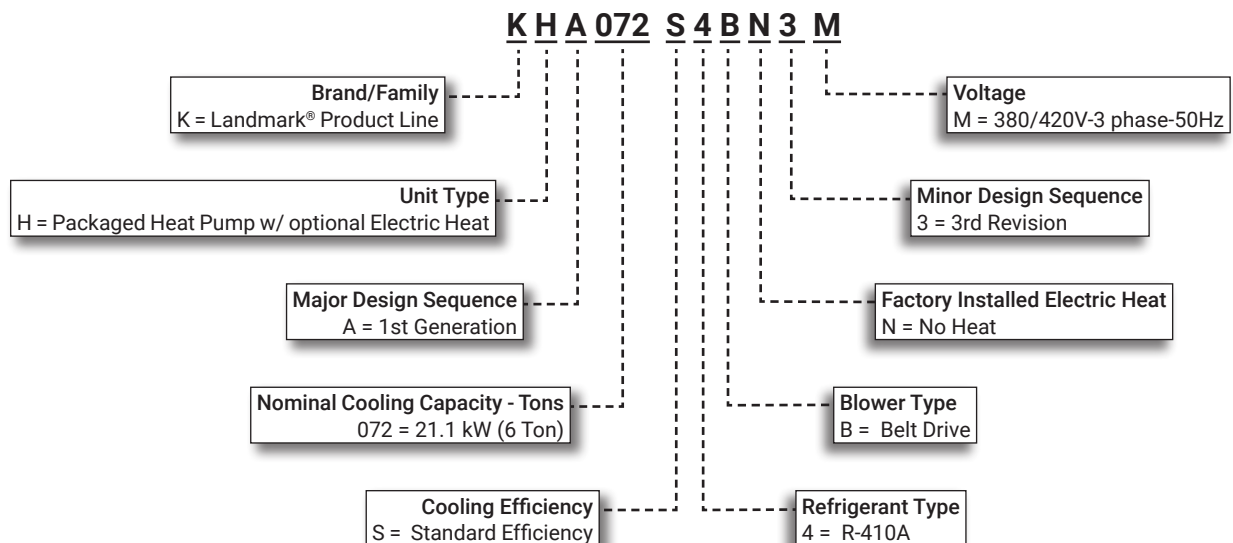 K H A 072 S 4 B N 3 M
Brand/Family
K = Landmark® Product Line
Voltage
M = 380/420V-3 phase-50Hz
Unit Type
H = Packaged Heat Pump w/ optional Electric Heat
Minor Design Sequence
3 = 3rd Revision
Major Design Sequence
A = 1st Generation
Factory Installed Electric Heat
N = No Heat
Nominal Cooling Capacity - Tons
072 = 21.1 kW (6 Ton)
Blower Type
B = Belt Drive
Cooling Efficiency
S = Standard Efficiency
Refrigerant Type
4 = R-410A